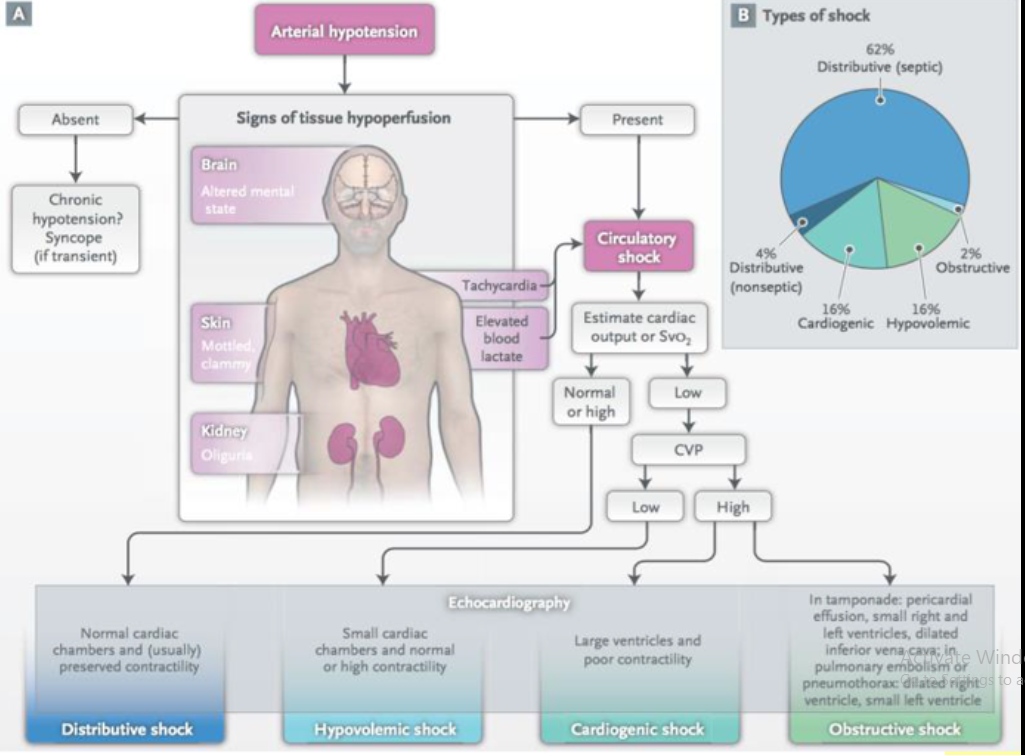 A
Arterial hypotension
Absent
Signs of tissue hypoperfusion
Present
Chronic
hypotension?
Syncope
(if transient)
Brain
Altered mental
state
Skin
Mottled,
clammy
Kidney
Oliguria
Tachycardia
Elevated
blood
lactate
Circulatory
shock
Estimate cardiac
output or SvO₂
Normal
or high
Low
CVP
Low
High
Echocardiography
Normal cardiac
chambers and (usually)
preserved contractility
Distributive shock
Small cardiac
chambers and normal
or high contractility
Hypovolemic shock
Large ventricles and
poor contractility
Cardiogenic shock
In tamponade: pericardial
effusion, small right and
left ventricles, dilated
inferior vena cava; in
pulmonary embolism or
pneumothorax: dilated right
ventricle, small left ventricle
Obstructive shock
B Types of shock
62%
Distributive (septic)
4%
Distributive
(nonseptic)
16%
Cardiogenic
16%
Hypovolemic
2%
Obstructive
Activate Wind
to a